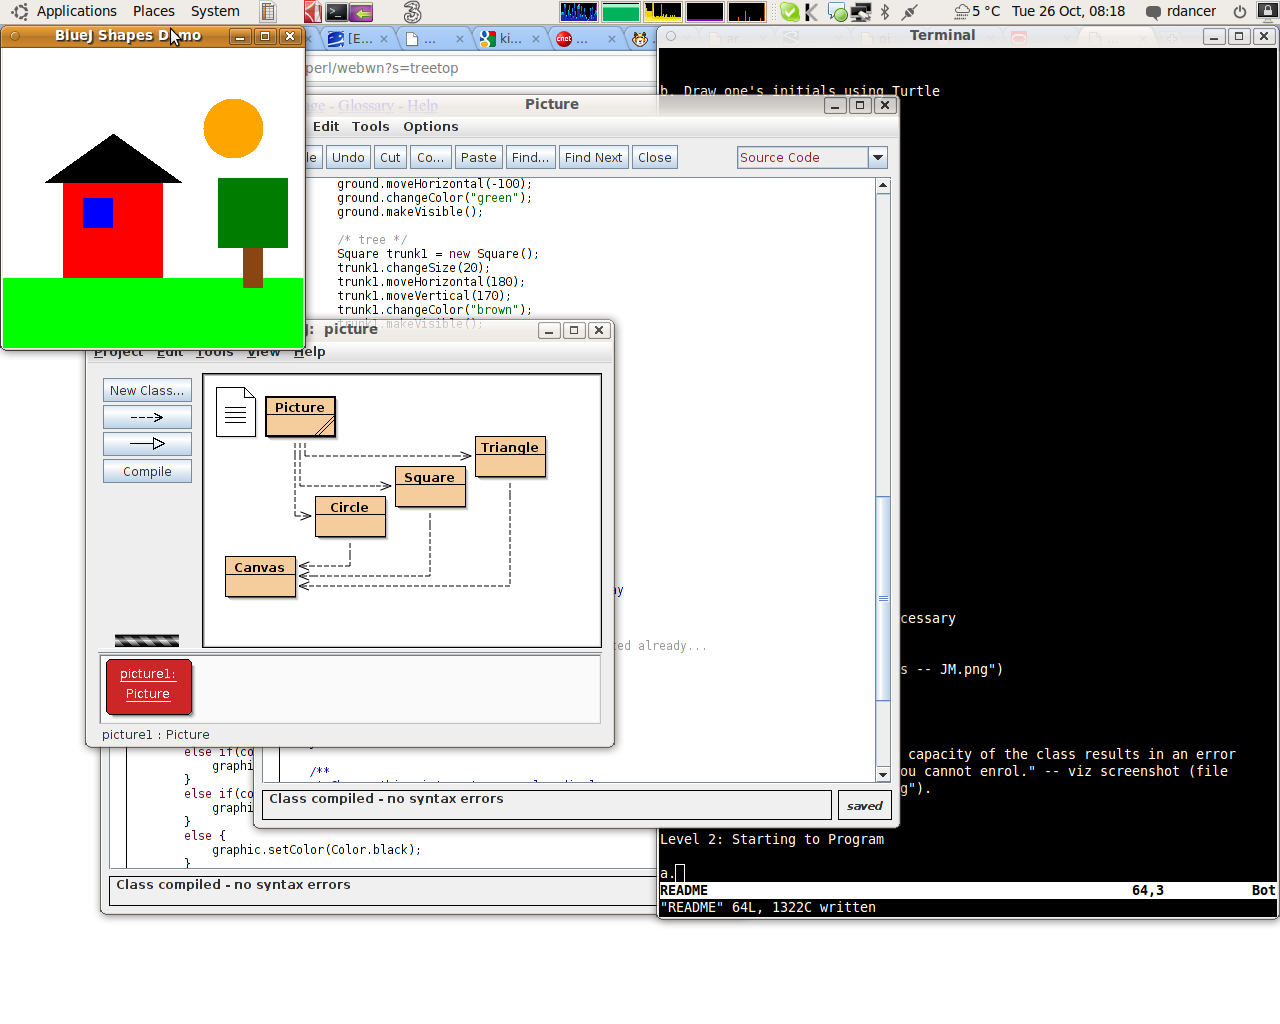 Applications Places System
5 °C Tue 26 Oct, 08:18 rdancer
BlueJ Shapes Demo
[E...
...
ki...
cnet ...
Terminal
perl/webwn?s=treetop
b. Draw one's initials using Turtle
Glossary - Help
Picture
Edit Tools Options
Undo Cut Co... Paste Find... Find Next Close Source Code
ground.moveHorizontal(-100);
ground.changeColor("green");
ground.makeVisible();
/* tree */
Square trunk1 = new Square();
trunk1.changeSize(20);
trunk1.moveHorizontal(180);
trunk1.moveVertical(170);
trunk1.changeColor("brown");
trunk1.makeVisible();
: picture
Project Edit Tools View Help
New Class...
Compile
Picture
Triangle
Square
Circle
Canvas
already...
picture1:
Picture
picture1 : Picture
else if(co
graphi
}
else if(co
graphi
}
else {
graphic.setColor(Color.black);
}
/**
Class compiled - no syntax errors
saved
Class compiled - no syntax errors
cessary
s -- JM.png")
capacity of the class results in an error
ou cannot enrol." -- viz screenshot (file
g").
Level 2: Starting to Program
a.
README 64,3 Bot
"README" 64L, 1322C written